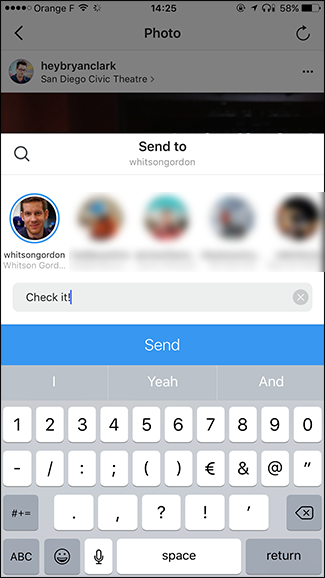 Orange F 14:25 58%
Photo
heybryanclark
San Diego Civic Theatre >
Send to
whitsongordon
whitsongordon
Whitson Gord...
Check it!
Send
I Yeah And
1 2 3 4 5 6 7 8 9 0
- / : ; ( ) € & @ "
#+= . , ? ! ’
ABC space return